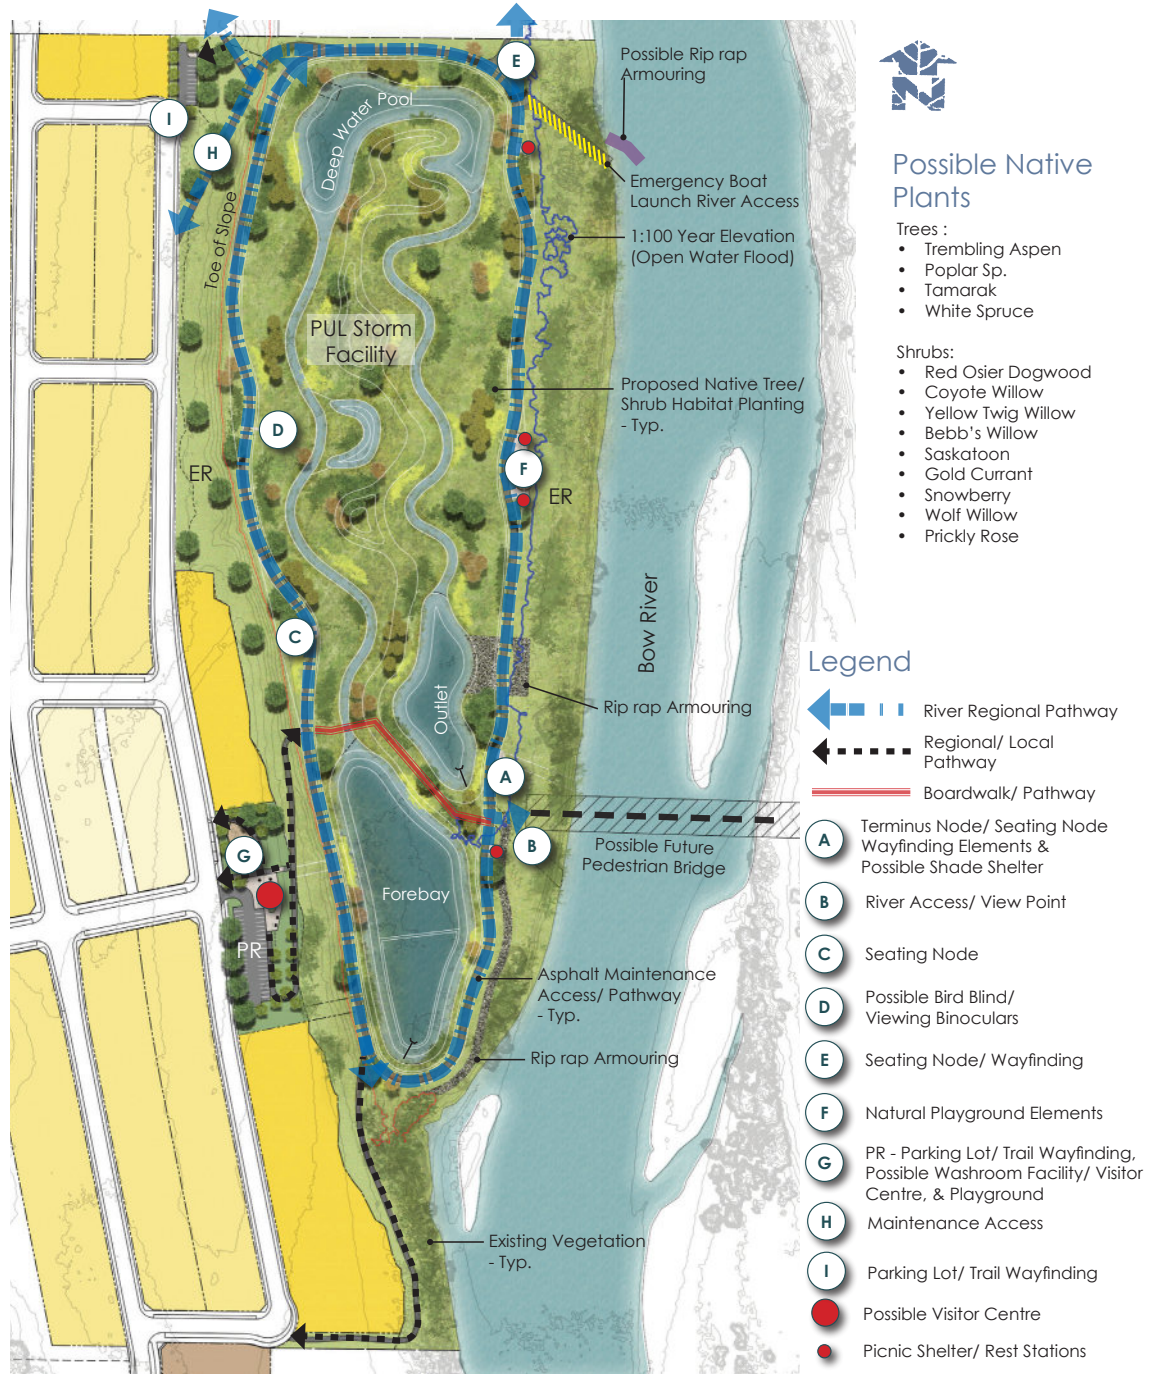 E
Possible Rip rap
Armouring
I
H
Deep Water Pool
Emergency Boat
Launch River Access
1:100 Year Elevation
(Open Water Flood)
Toe of Slope
PUL Storm
Facility
Proposed Native Tree/
Shrub Habitat Planting
- Typ.
D
ER
F
ER
Bow River
C
Outlet
Rip rap Armouring
A
B
Possible Future
Pedestrian Bridge
G
Forebay
PR
Asphalt Maintenance
Access/ Pathway
- Typ.
Rip rap Armouring
Existing Vegetation
- Typ.
N
Possible Native
Plants
Trees :
• Trembling Aspen
• Poplar Sp.
• Tamarak
• White Spruce
Shrubs:
• Red Osier Dogwood
• Coyote Willow
• Yellow Twig Willow
• Bebb's Willow
• Saskatoon
• Gold Currant
• Snowberry
• Wolf Willow
• Prickly Rose
Legend
River Regional Pathway
Regional/ Local
Pathway
Boardwalk/ Pathway
A Terminus Node/ Seating Node
Wayfinding Elements &
Possible Shade Shelter
B River Access/ View Point
C Seating Node
D Possible Bird Blind/
Viewing Binoculars
E Seating Node/ Wayfinding
F Natural Playground Elements
G PR - Parking Lot/ Trail Wayfinding,
Possible Washroom Facility/ Visitor
Centre, & Playground
H Maintenance Access
I Parking Lot/ Trail Wayfinding
Possible Visitor Centre
Picnic Shelter/ Rest Stations